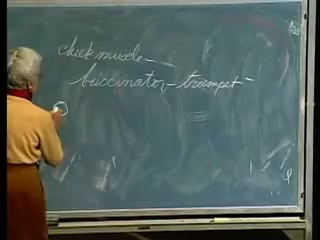 cheek muscle -
buccinator - trumpet